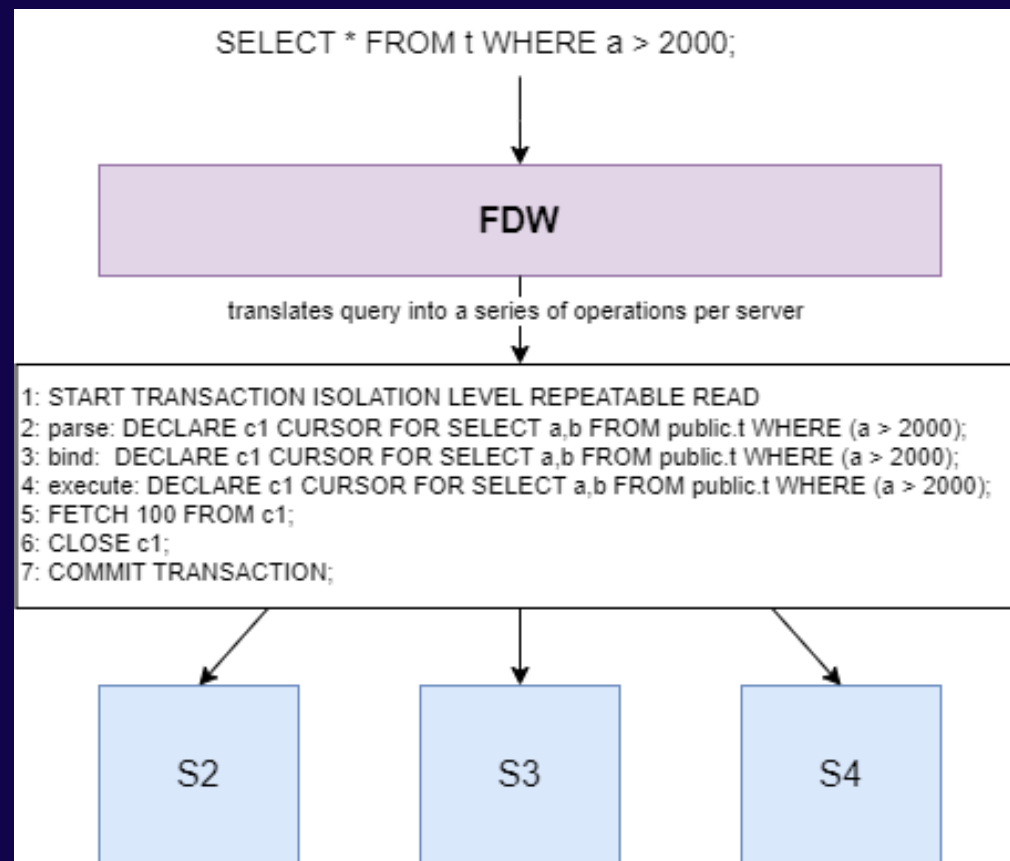 SELECT * FROM t WHERE a > 2000;
FDW
translates query into a series of operations per server
1: START TRANSACTION ISOLATION LEVEL REPEATABLE READ
2: parse: DECLARE c1 CURSOR FOR SELECT a,b FROM public.t WHERE (a > 2000);
3: bind:  DECLARE c1 CURSOR FOR SELECT a,b FROM public.t WHERE (a > 2000);
4: execute: DECLARE c1 CURSOR FOR SELECT a,b FROM public.t WHERE (a > 2000);
5: FETCH 100 FROM c1;
6: CLOSE c1;
7: COMMIT TRANSACTION;
S2 S3 S4